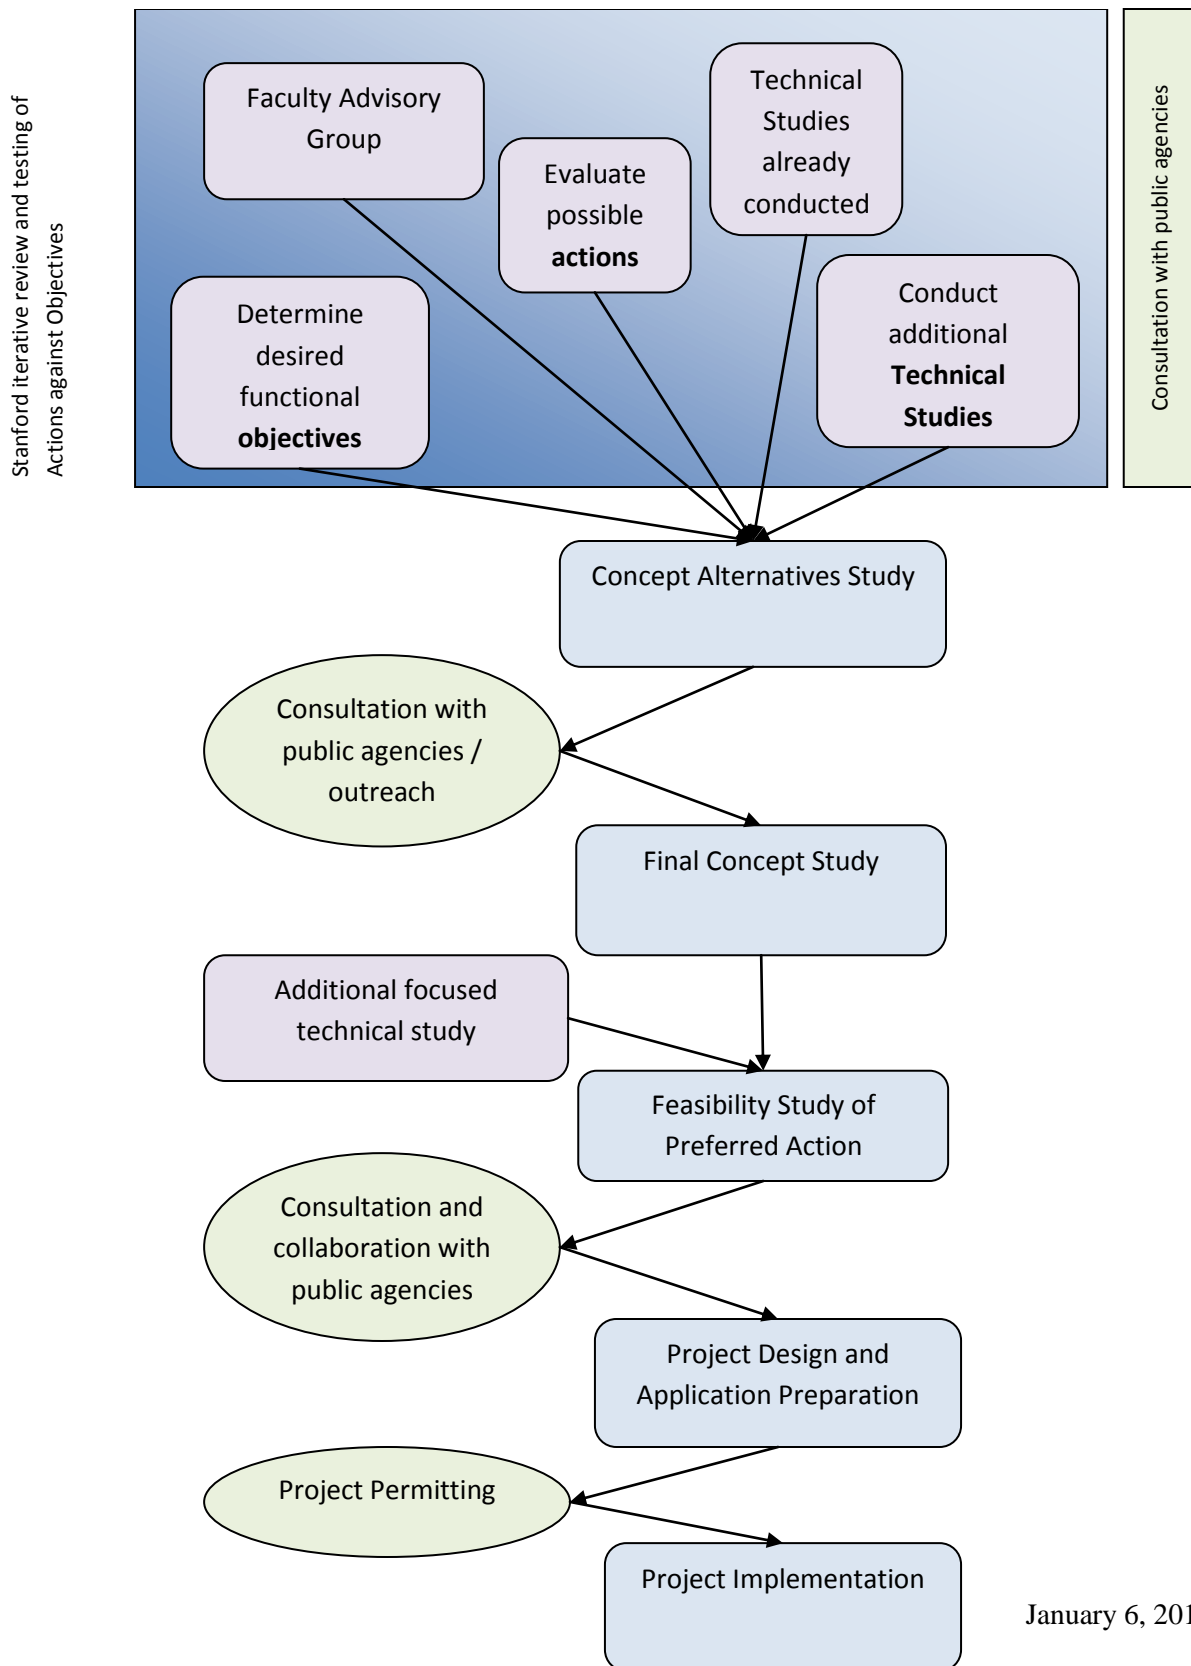 Stanford iterative review and testing of
Actions against Objectives
Faculty Advisory
Group
Evaluate
possible
actions
Technical
Studies
already
conducted
Determine
desired
functional
objectives
Conduct
additional
Technical
Studies
Consultation with public agencies
Concept Alternatives Study
Consultation with
public agencies /
outreach
Final Concept Study
Additional focused
technical study
Feasibility Study of
Preferred Action
Consultation and
collaboration with
public agencies
Project Design and
Application Preparation
Project Permitting
Project Implementation
January 6, 201